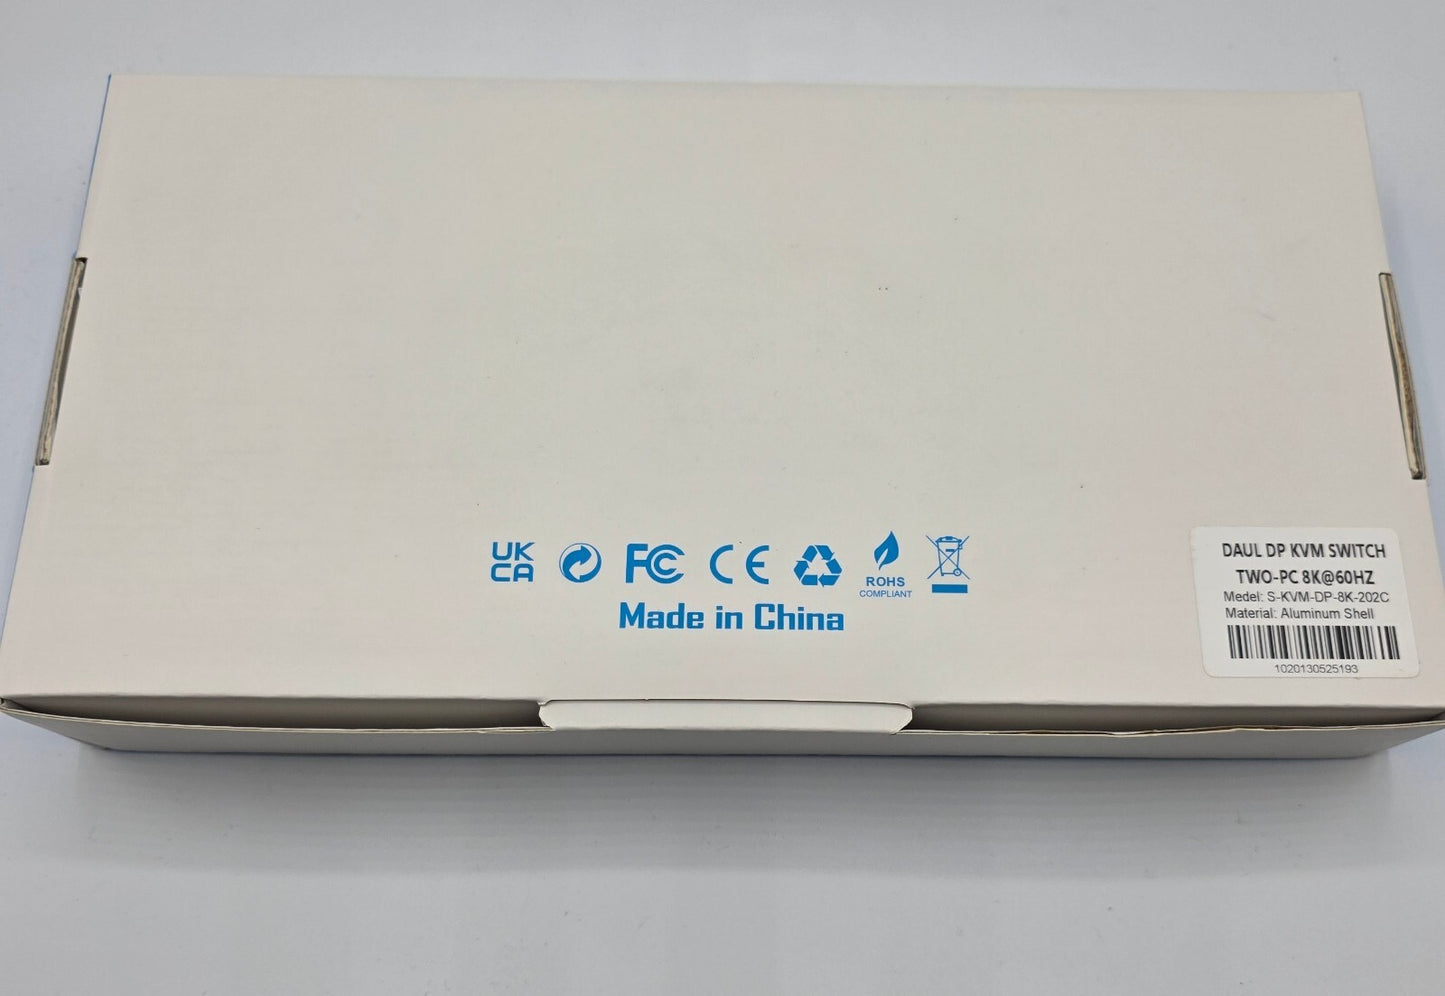 UK
CA
FC CE
ROHS
COMPLIANT
Made in China
DAUL DP KVM SWITCH
TWO-PC 8K@60HZ
Medel: S-KVM-DP-8K-202C
Material: Aluminum Shell
1020130525193